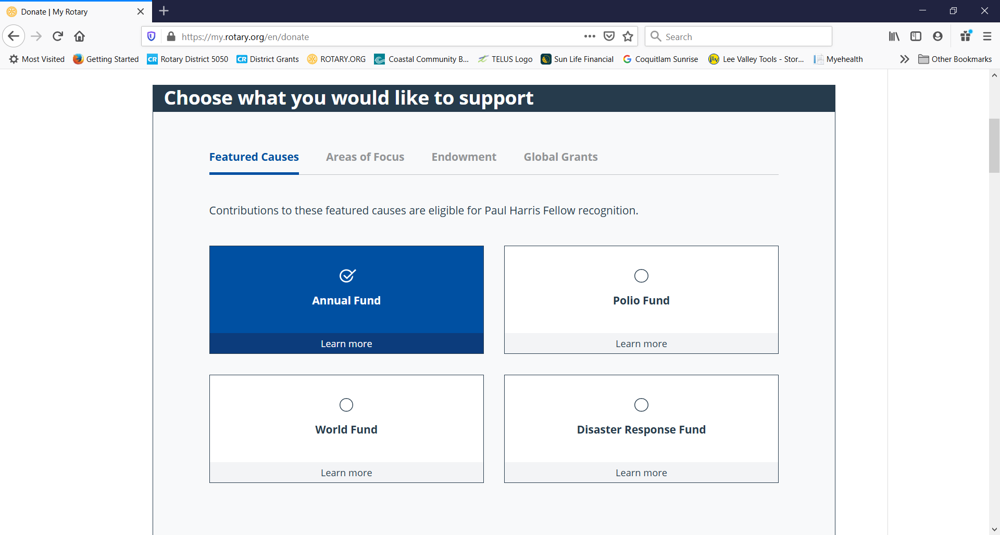 Donate | My Rotary
https://my.rotary.org/en/donate
Search
Most Visited Getting Started CR Rotary District 5050 CR District Grants ROTARY.ORG Coastal Community B... TELUS Logo Sun Life Financial Coquitlam Sunrise Lee Valley Tools - Stor... Myehealth Other Bookmarks
Choose what you would like to support
Featured Causes Areas of Focus Endowment Global Grants
Contributions to these featured causes are eligible for Paul Harris Fellow recognition.
Annual Fund
Learn more
Polio Fund
Learn more
World Fund
Learn more
Disaster Response Fund
Learn more